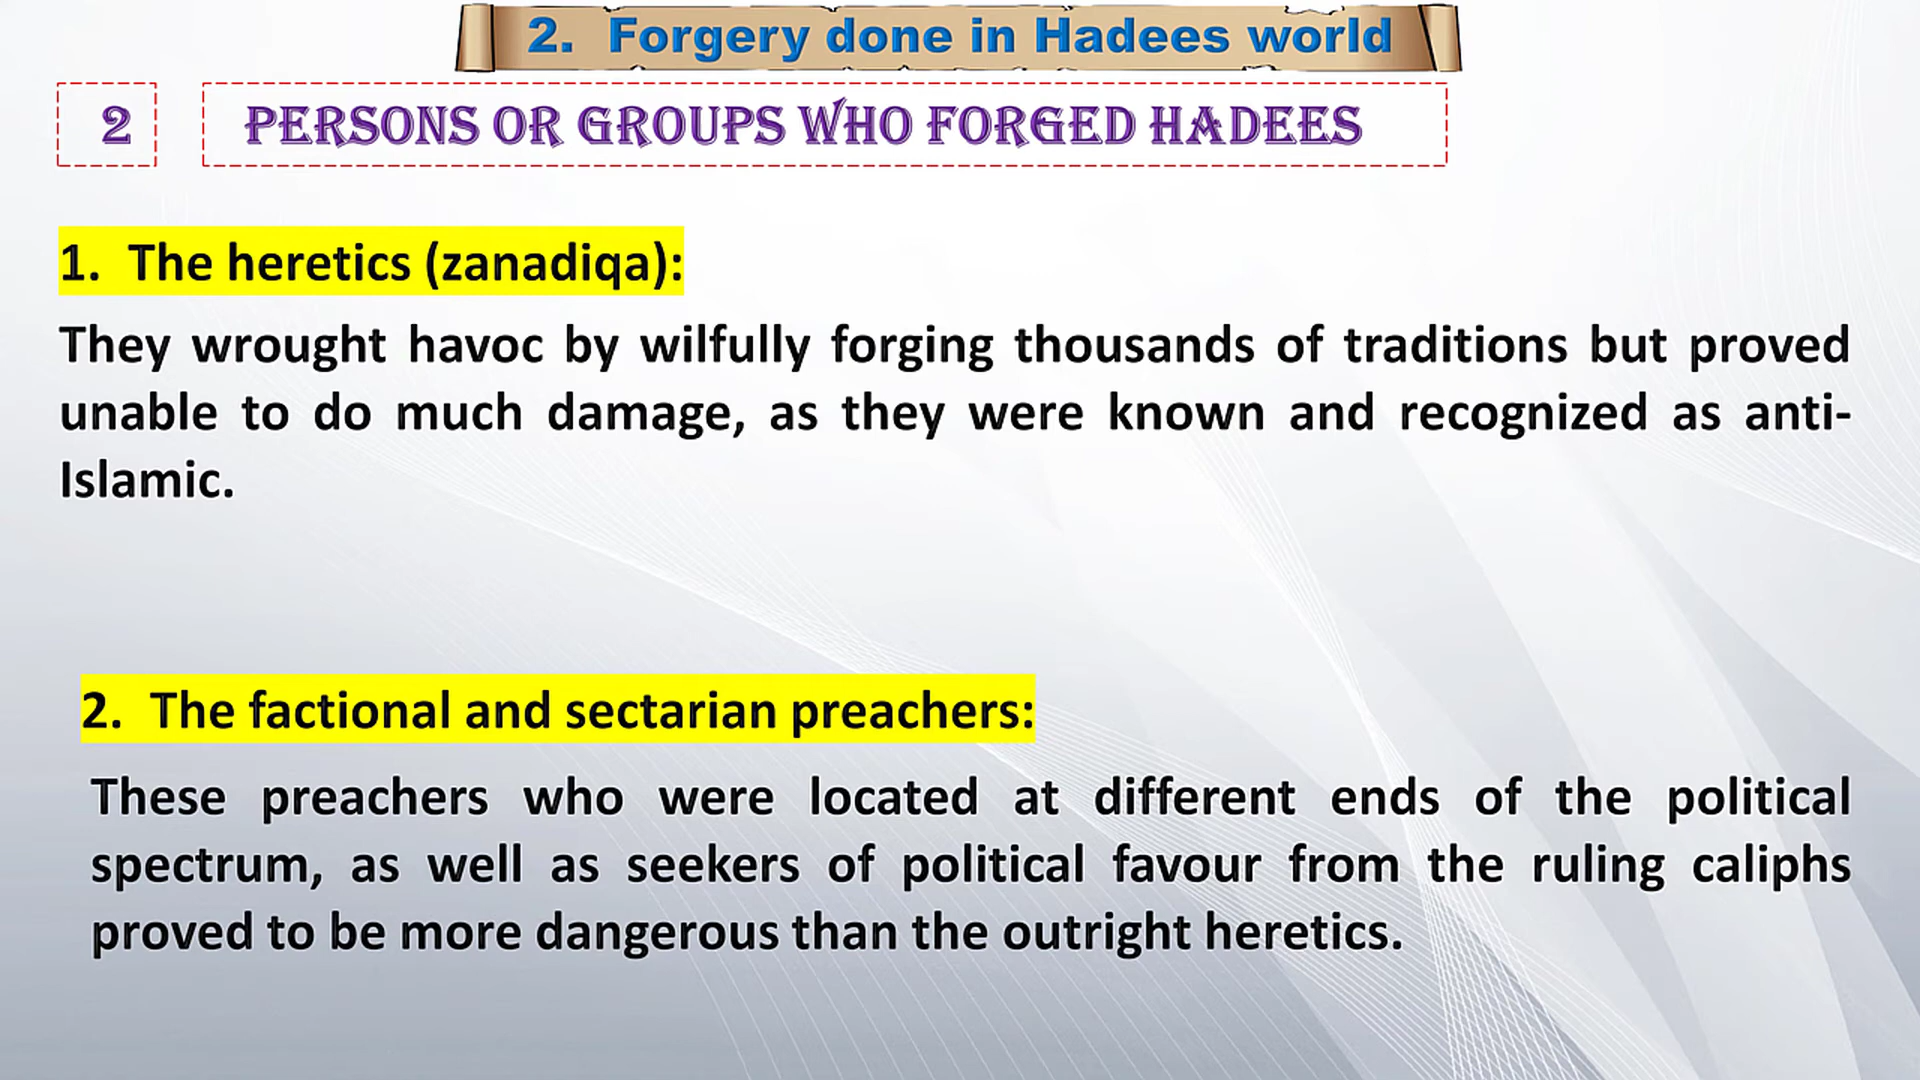 2. Forgery done in Hadees world
2
PERSONS OR GROUPS WHO FORGED HADEES
1. The heretics (zanadiqa):
They wrought havoc by wilfully forging thousands of traditions but proved
unable to do much damage, as they were known and recognized as anti-
Islamic.
2. The factional and sectarian preachers:
These preachers who were located at different ends of the political
spectrum, as well as seekers of political favour from the ruling caliphs
proved to be more dangerous than the outright heretics.